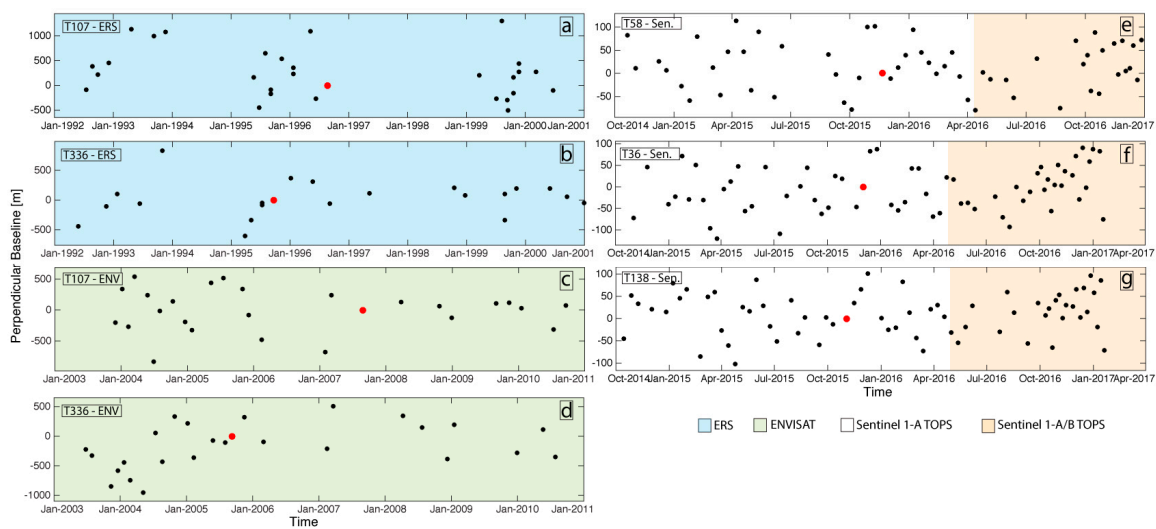 Perpendicular Baseline [m]
T107 - ERS
a
1000
500
0
-500
Jan-1992 Jan-1993 Jan-1994 Jan-1995 Jan-1996 Jan-1997 Jan-1998 Jan-1999 Jan-2000 Jan-2001
T336 - ERS
b
500
0
-500
Jan-1992 Jan-1993 Jan-1994 Jan-1995 Jan-1996 Jan-1997 Jan-1998 Jan-1999 Jan-2000 Jan-2001
T107 - ENV
c
500
0
-500
Jan-2003 Jan-2004 Jan-2005 Jan-2006 Jan-2007 Jan-2008 Jan-2009 Jan-2010 Jan-2011
T336 - ENV
d
500
0
-500
-1000
Jan-2003 Jan-2004 Jan-2005 Jan-2006 Jan-2007 Jan-2008 Jan-2009 Jan-2010 Jan-2011
Time
T58 - Sen.
e
100
50
0
-50
Oct-2014 Jan-2015 Apr-2015 Jul-2015 Oct-2015 Jan-2016 Apr-2016 Jul-2016 Oct-2016 Jan-2017
T36 - Sen.
f
100
50
0
-50
-100
Oct-2014 Jan-2015 Apr-2015 Jul-2015 Oct-2015 Jan-2016 Apr-2016 Jul-2016 Oct-2016 Jan-2017 Apr-2017
T138 - Sen.
g
100
50
0
-50
-100
Oct-2014 Jan-2015 Apr-2015 Jul-2015 Oct-2015 Jan-2016 Apr-2016 Jul-2016 Oct-2016 Jan-2017 Apr-2017
Time
ERS ENVISAT Sentinel 1-A TOPS Sentinel 1-A/B TOPS